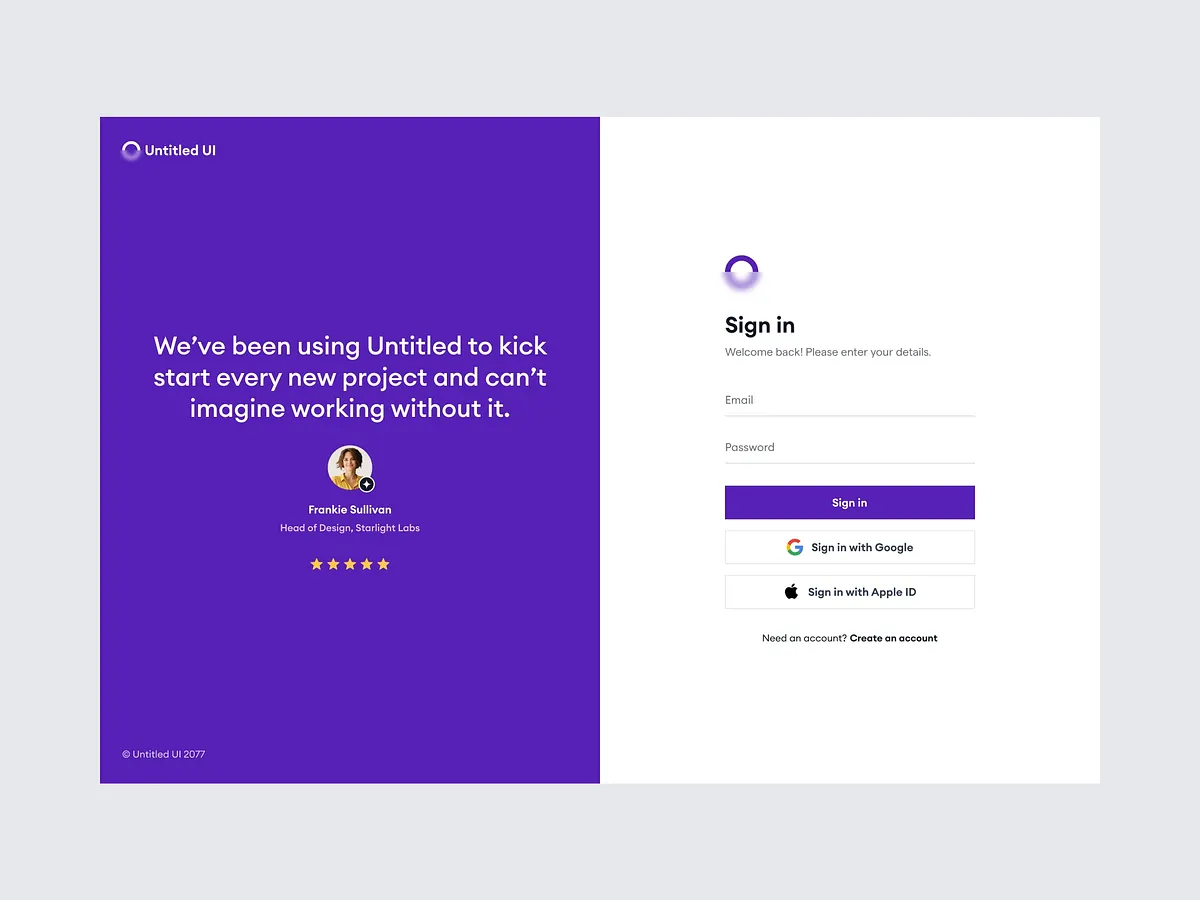 Untitled UI
We’ve been using Untitled to kick
start every new project and can’t
imagine working without it.
Frankie Sullivan
Head of Design, Starlight Labs
© Untitled UI 2077
Sign in
Welcome back! Please enter your details.
Email
Password
Sign in
Sign in with Google
Sign in with Apple ID
Need an account? Create an account